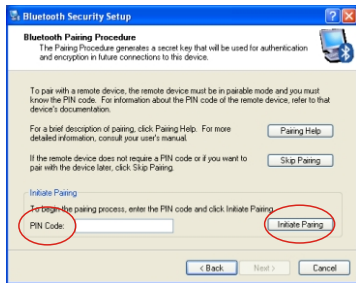 Bluetooth Security Setup
Bluetooth Pairing Procedure
The Pairing Procedure generates a secret key that will be used for authentication
and encryption in future connections to this device.
To pair with a remote device, the remote device must be in pairable mode and you must
know the PIN code. For information about the PIN code of the remote device, refer to that
device's documentation.
For a brief description of pairing, click Pairing Help. For more
detailed information, consult your user's manual.
Pairing Help
If the remote device does not require a PIN code or if you want to
pair with the device later, click Skip Pairing.
Skip Pairing
Initiate Pairing
To begin the pairing process, enter the PIN code and click Initiate Pairing.
PIN Code:
Initiate Paring
< Back
Next >
Cancel